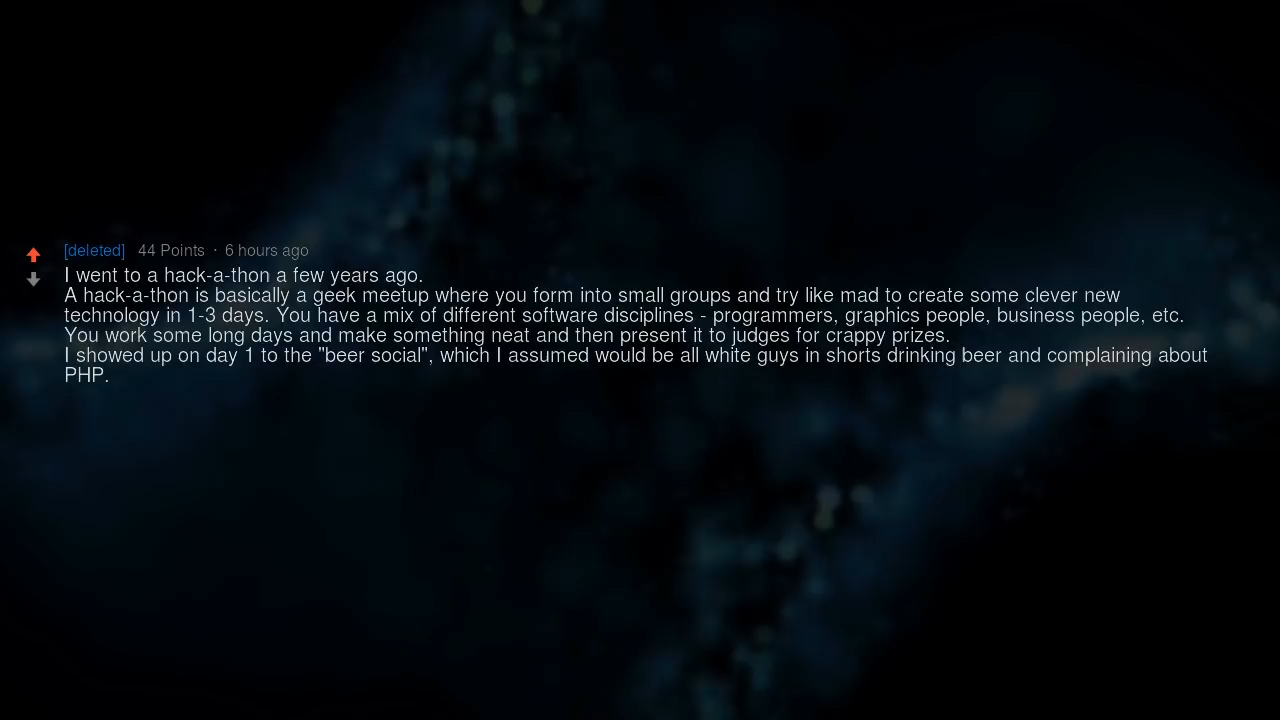 [deleted] 44 Points · 6 hours ago
I went to a hack-a-thon a few years ago.
A hack-a-thon is basically a geek meetup where you form into small groups and try like mad to create some clever new
technology in 1-3 days. You have a mix of different software disciplines - programmers, graphics people, business people, etc.
You work some long days and make something neat and then present it to judges for crappy prizes.
I showed up on day 1 to the "beer social", which I assumed would be all white guys in shorts drinking beer and complaining about
PHP.